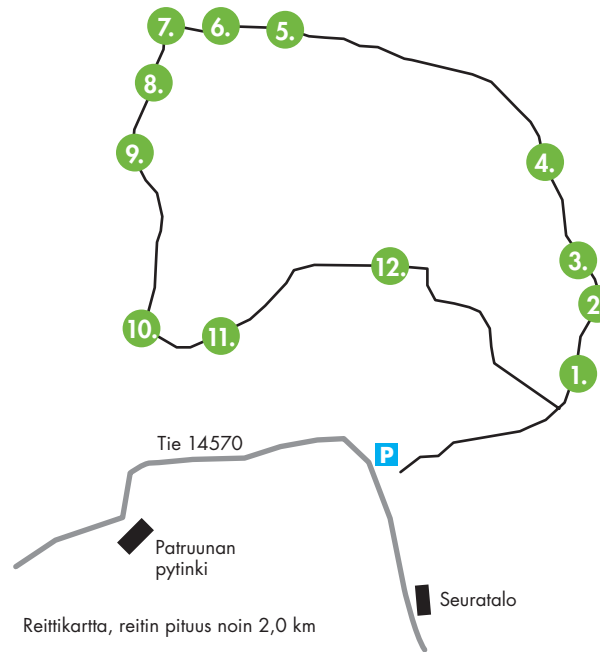 7.
6.
5.
8.
9.
4.
3.
12.
2
10.
11.
1.
Tie 14570
P
Patruunan
pytinki
Seuratalo
Reittikartta, reitin pituus noin 2,0 km